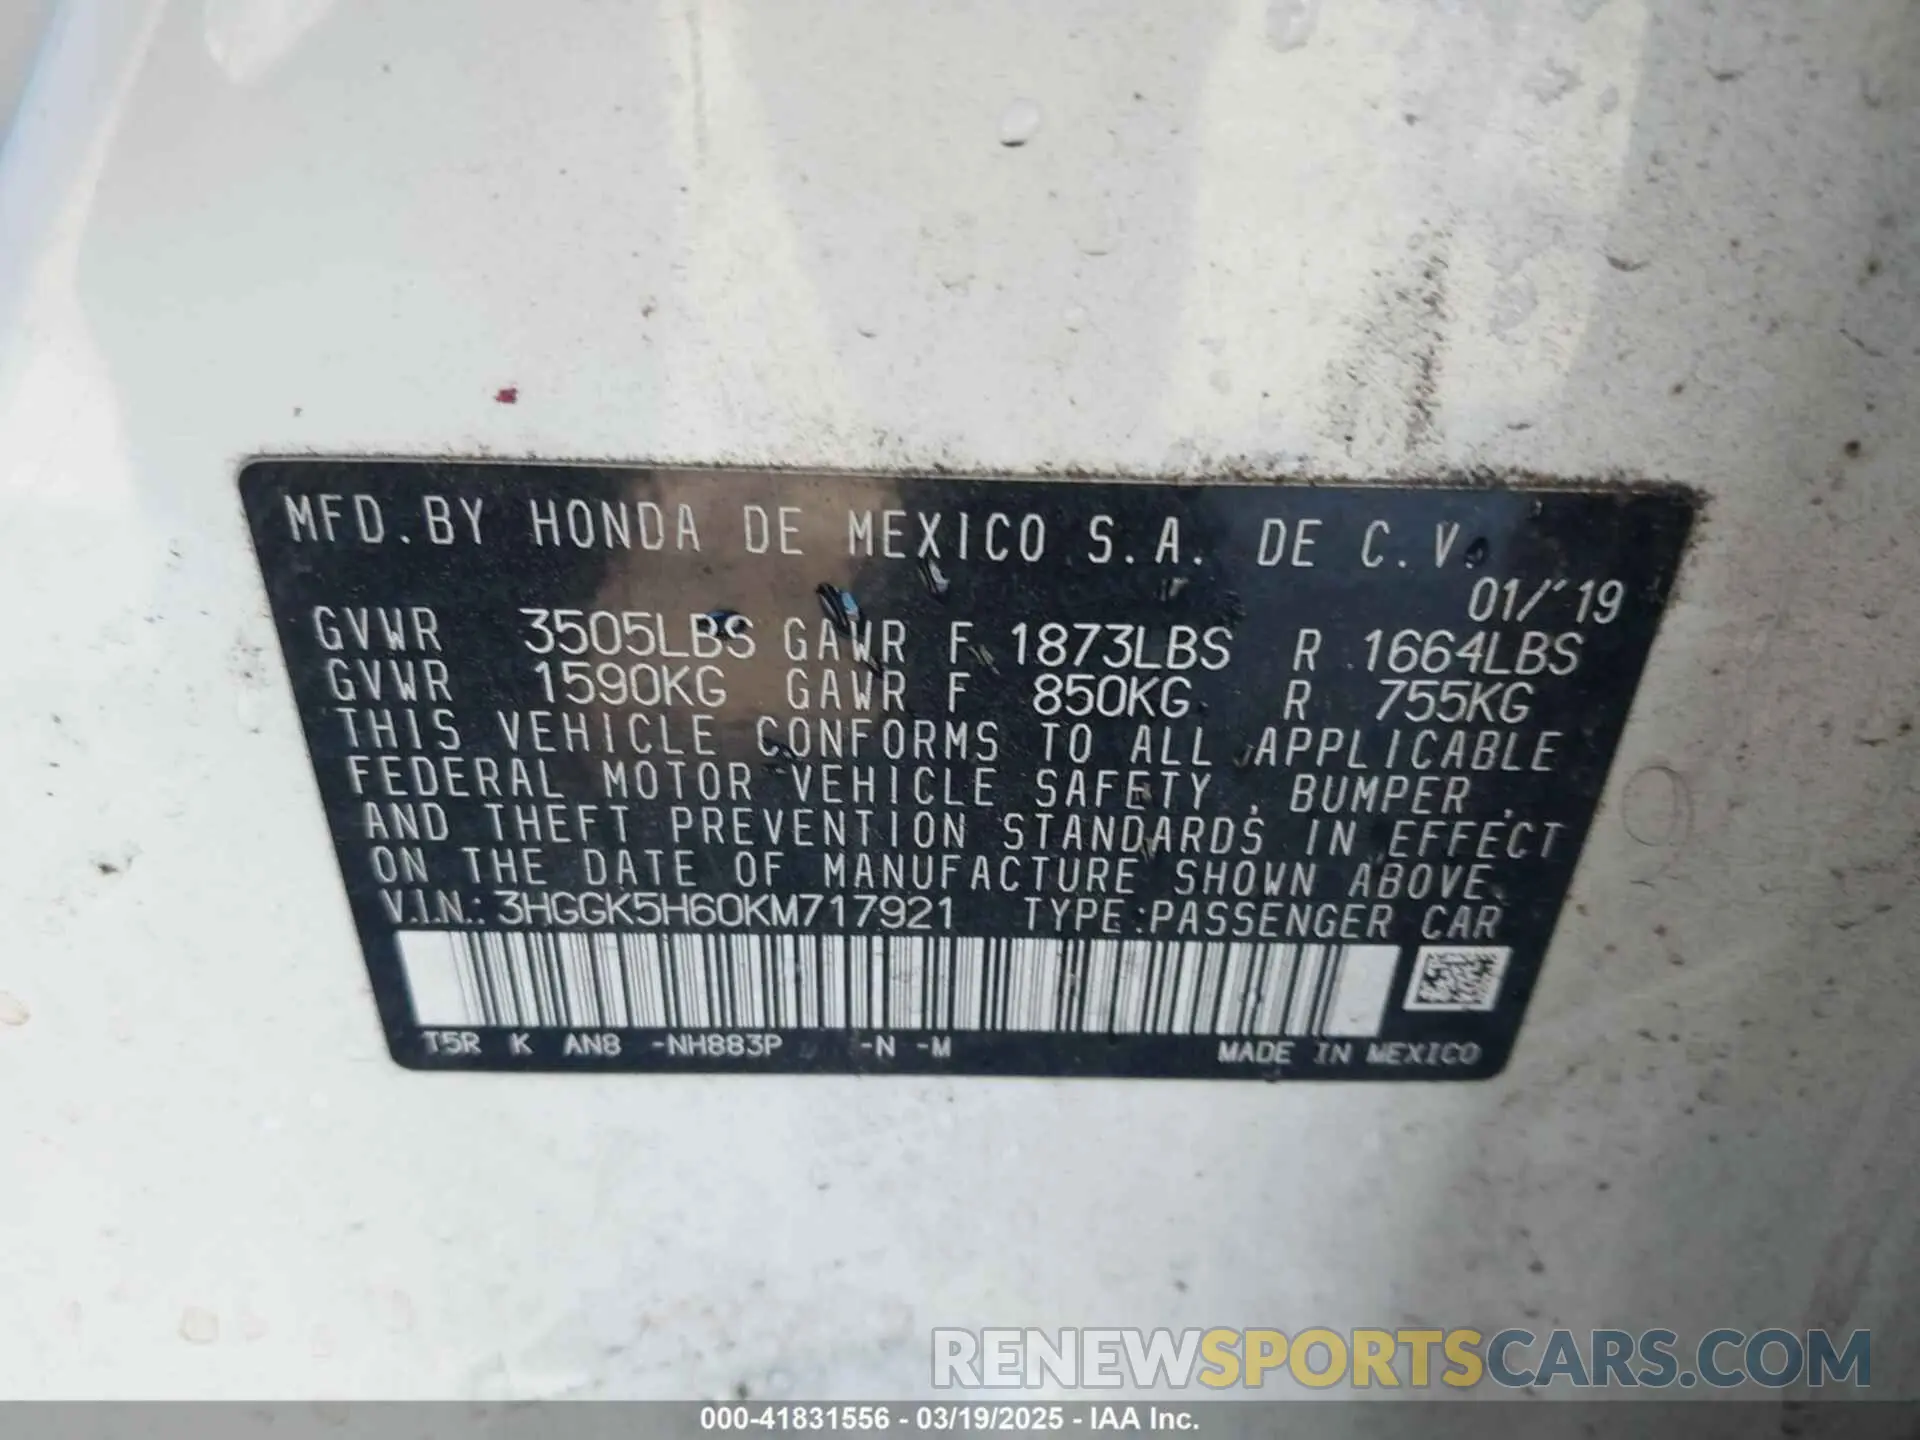 MFD. BY HONDA DE MEXICO S.A. DE C.V.
01/'19
GVWR 3505LBS GAWR F 1873LBS R 1664LBS
GVWR 1590KG GAWR F 850KG R 755KG
THIS VEHICLE CONFORMS TO ALL APPLICABLE
FEDERAL MOTOR VEHICLE SAFETY, BUMPER,
AND THEFT PREVENTION STANDARDS IN EFFECT
ON THE DATE OF MANUFACTURE SHOWN ABOVE.
V.I.N.: 3HGGK5H60KM717921 TYPE:PASSENGER CAR
T5R K AN8 -NH883P -N -M MADE IN MEXICO
RENEWSPORTSCARS.COM
000-41831556 - 03/19/2025 - IAA Inc.